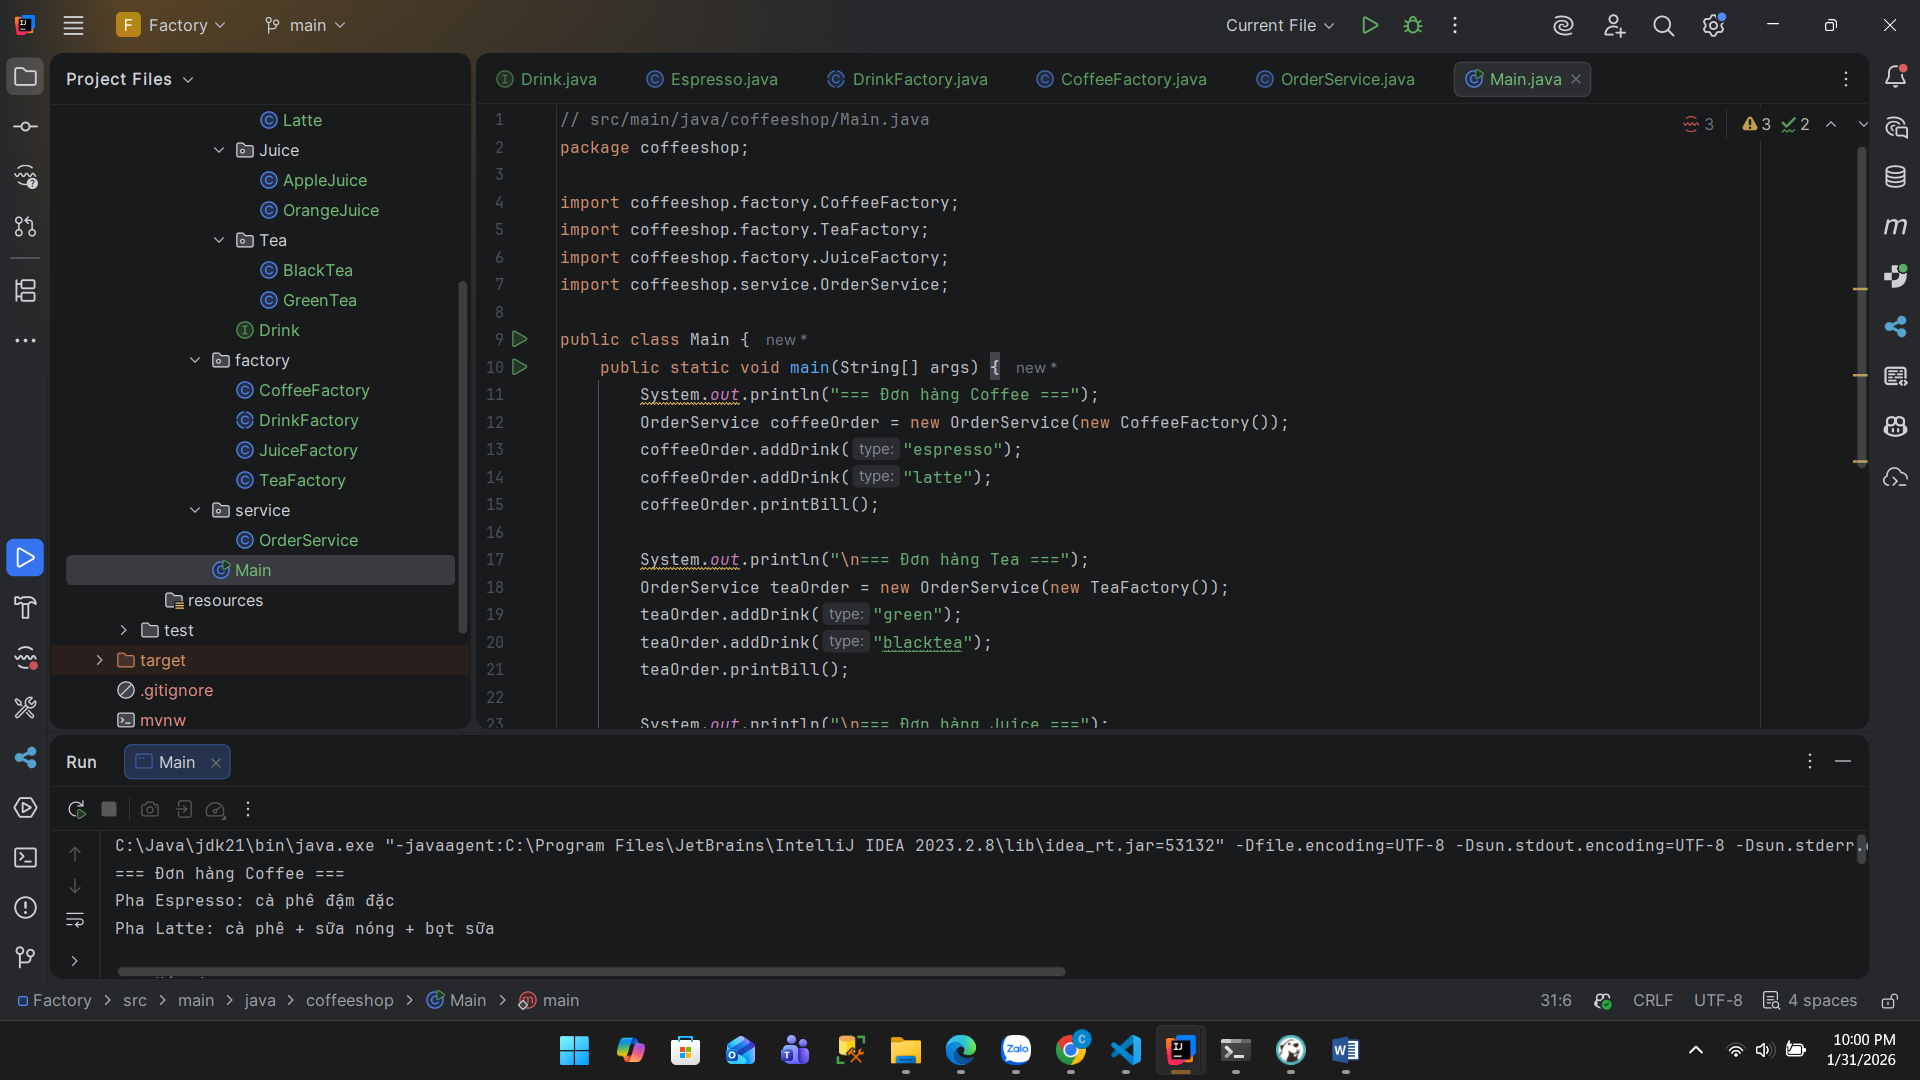 F Factory
main
Current File
Project Files
Latte
Juice
AppleJuice
OrangeJuice
Tea
BlackTea
GreenTea
Drink
factory
CoffeeFactory
DrinkFactory
JuiceFactory
TeaFactory
service
OrderService
Main
resources
test
target
.gitignore
mvnw
Drink.java Espresso.java DrinkFactory.java CoffeeFactory.java OrderService.java Main.java
3 3 2
1 // src/main/java/coffeeshop/Main.java
2 package coffeeshop;
3
4 import coffeeshop.factory.CoffeeFactory;
5 import coffeeshop.factory.TeaFactory;
6 import coffeeshop.factory.JuiceFactory;
7 import coffeeshop.service.OrderService;
8
9 public class Main { new *
10 public static void main(String[] args) { new *
11 System.out.println("=== Đơn hàng Coffee ===");
12 OrderService coffeeOrder = new OrderService(new CoffeeFactory());
13 coffeeOrder.addDrink( type: "espresso");
14 coffeeOrder.addDrink( type: "latte");
15 coffeeOrder.printBill();
16
17 System.out.println("\n=== Đơn hàng Tea ===");
18 OrderService teaOrder = new OrderService(new TeaFactory());
19 teaOrder.addDrink( type: "green");
20 teaOrder.addDrink( type: "blacktea");
21 teaOrder.printBill();
22
23 System.out.println("\n=== Đơn hàng Juice ===");
Run Main
C:\Java\jdk21\bin\java.exe "-javaagent:C:\Program Files\JetBrains\IntelliJ IDEA 2023.2.8\lib\idea_rt.jar=53132" -Dfile.encoding=UTF-8 -Dsun.stdout.encoding=UTF-8 -Dsun.stderr.
=== Đơn hàng Coffee ===
Pha Espresso: cà phê đậm đặc
Pha Latte: cà phê + sữa nóng + bọt sữa
Factory > src > main > java > coffeeshop > Main > main
31:6 CRLF UTF-8 4 spaces
10:00 PM
1/31/2026